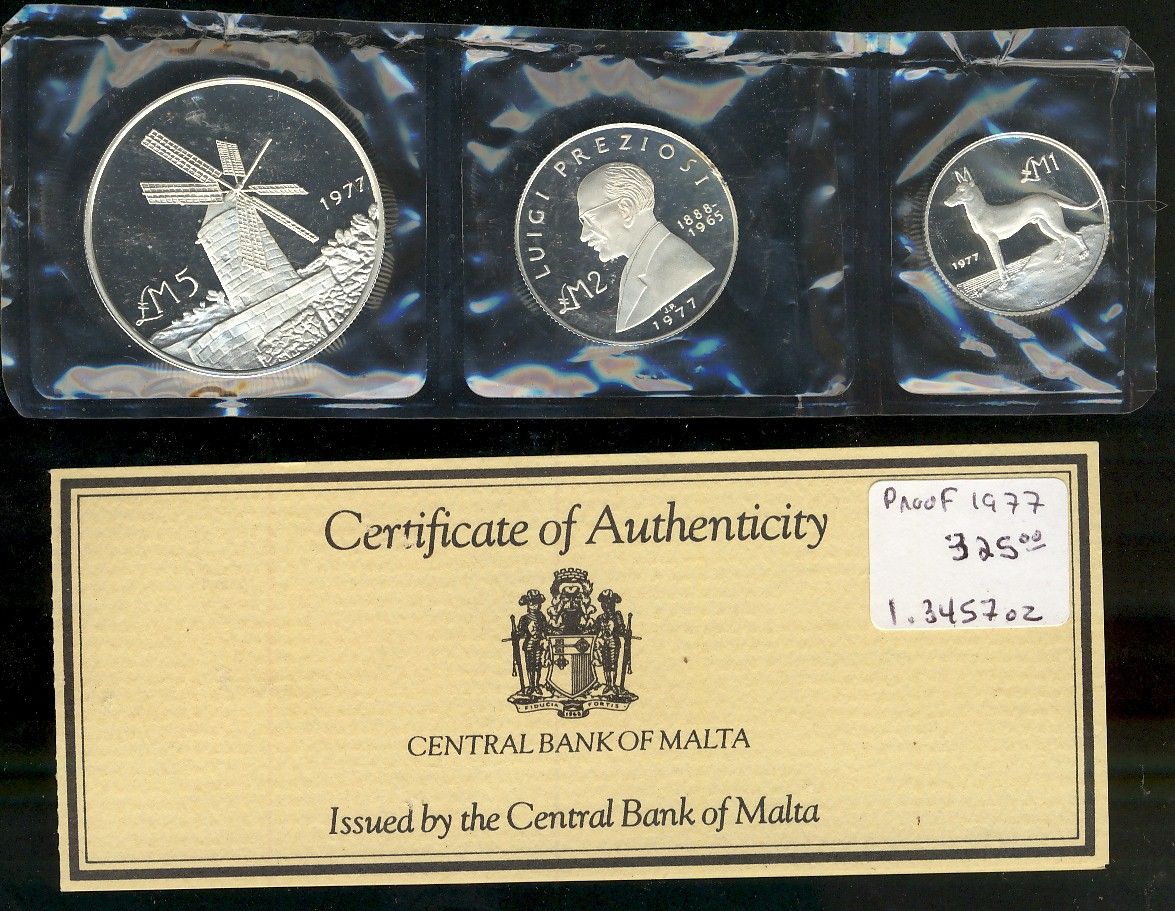 1977
£M5
LUIGI PREZIOSI
1888-
1965
£M2
J.P.
1977
£M1
1977
Certificate of Authenticity
PROOF 1977
325.00
1.3457oz
FIDUCIA FORTIS
CENTRAL BANK OF MALTA
Issued by the Central Bank of Malta